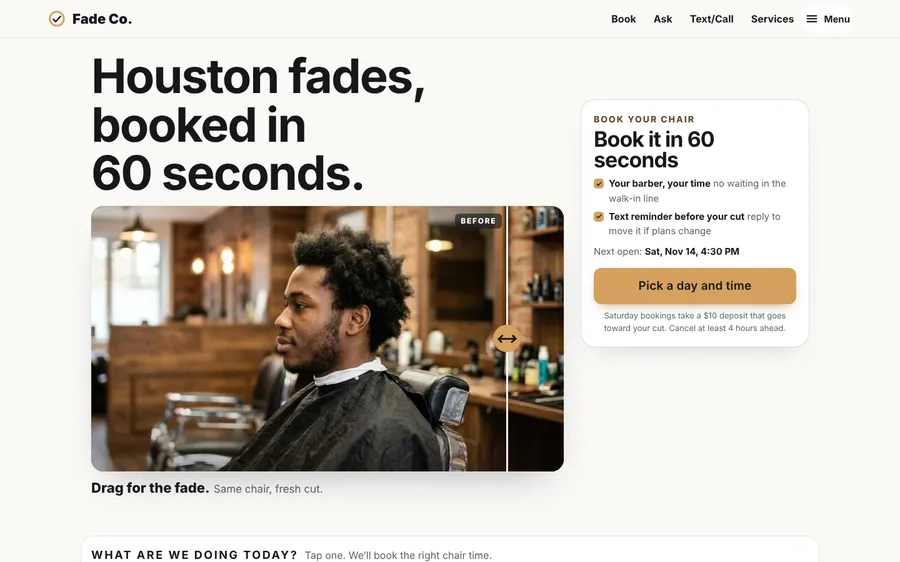 Fade Co.
Book Ask Text/Call Services Menu
Houston fades,
booked in
60 seconds.
BEFORE
Drag for the fade. Same chair, fresh cut.
BOOK YOUR CHAIR
Book it in 60
seconds
Your barber, your time no waiting in the
walk-in line
Text reminder before your cut reply to
move it if plans change
Next open: Sat, Nov 14, 4:30 PM
Pick a day and time
Saturday bookings take a $10 deposit that goes
toward your cut. Cancel at least 4 hours ahead.
WHAT ARE WE DOING TODAY? Tap one. We'll book the right chair time.